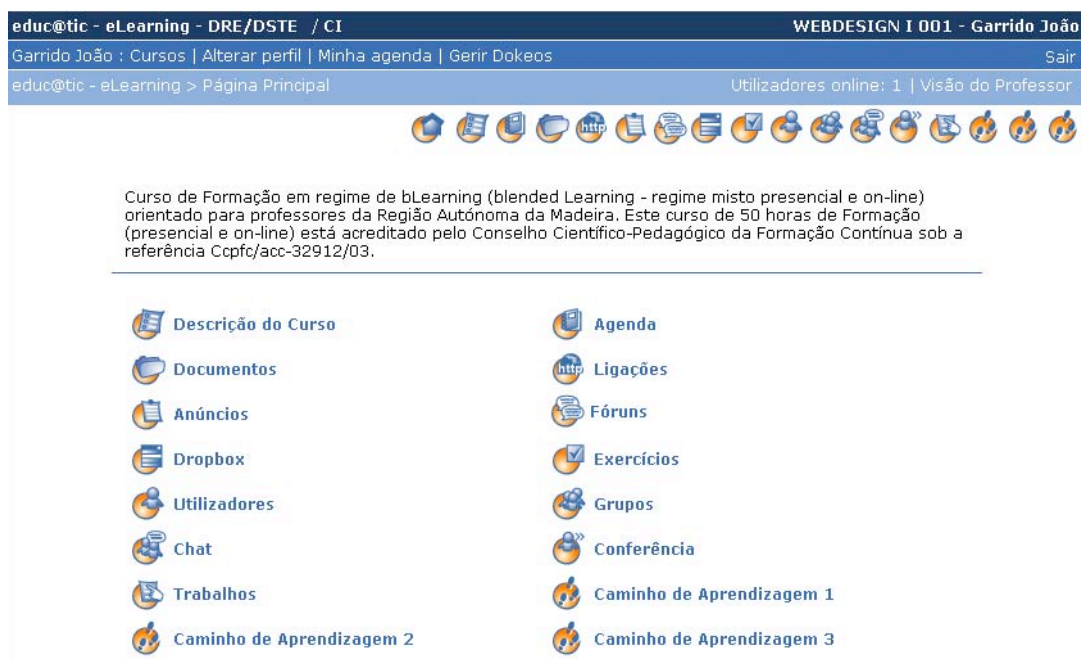 educ@tic - eLearning - DRE/DSTE / CI WEBDESIGN I 001 - Garrido João
Garrido João : Cursos | Alterar perfil | Minha agenda | Gerir Dokeos Sair
educ@tic - eLearning > Página Principal Utilizadores online: 1 | Visão do Professor
http
Curso de Formação em regime de bLearning (blended Learning - regime misto presencial e on-line)
orientado para professores da Região Autónoma da Madeira. Este curso de 50 horas de Formação
(presencial e on-line) está acreditado pelo Conselho Científico-Pedagógico da Formação Contínua sob a
referência Ccpfc/acc-32912/03.
Descrição do Curso Agenda
Documentos http Ligações
Anúncios Fóruns
Dropbox Exercícios
Utilizadores Grupos
Chat Conferência
Trabalhos Caminho de Aprendizagem 1
Caminho de Aprendizagem 2 Caminho de Aprendizagem 3